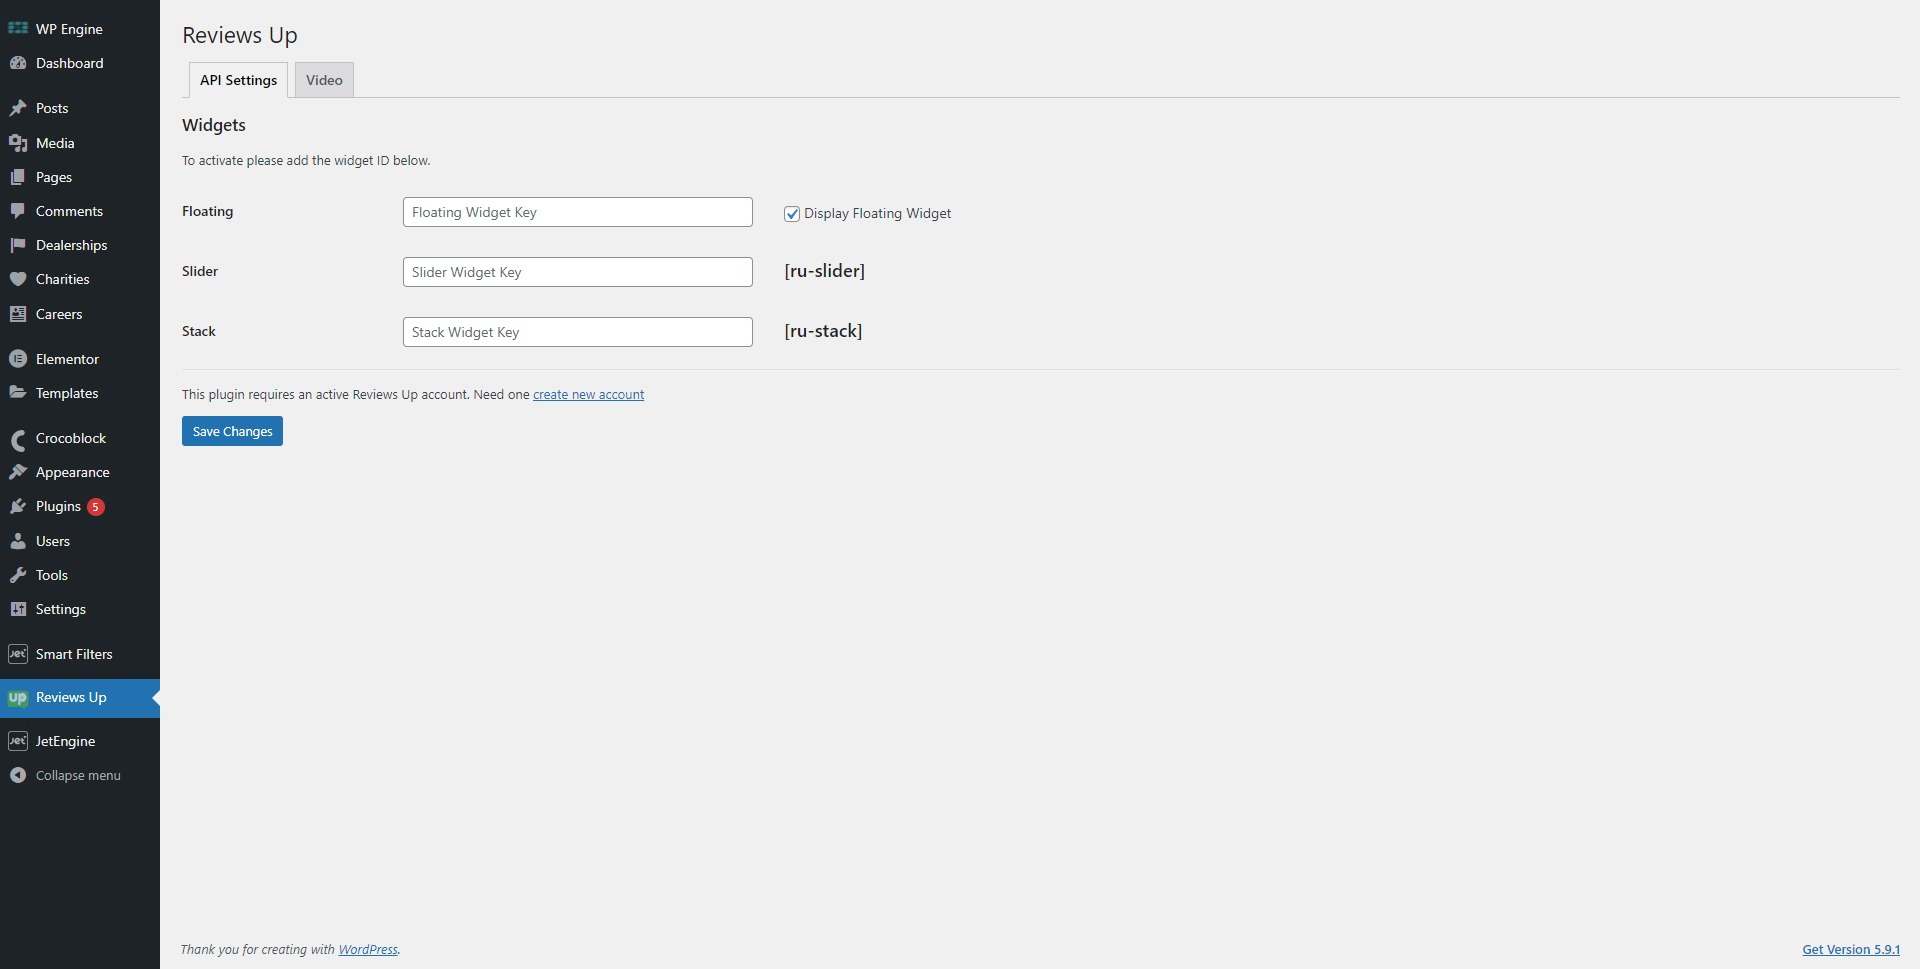 WP Engine
Dashboard
Posts
Media
Pages
Comments
Dealerships
Charities
Careers
Elementor
Templates
Crocoblock
Appearance
Plugins 5
Users
Tools
Settings
Jet Smart Filters
up Reviews Up
Jet JetEngine
Collapse menu
Reviews Up
API Settings Video
Widgets
To activate please add the widget ID below.
Floating Floating Widget Key Display Floating Widget
Slider Slider Widget Key [ru-slider]
Stack Stack Widget Key [ru-stack]
This plugin requires an active Reviews Up account. Need one create new account
Save Changes
Thank you for creating with WordPress. Get Version 5.9.1